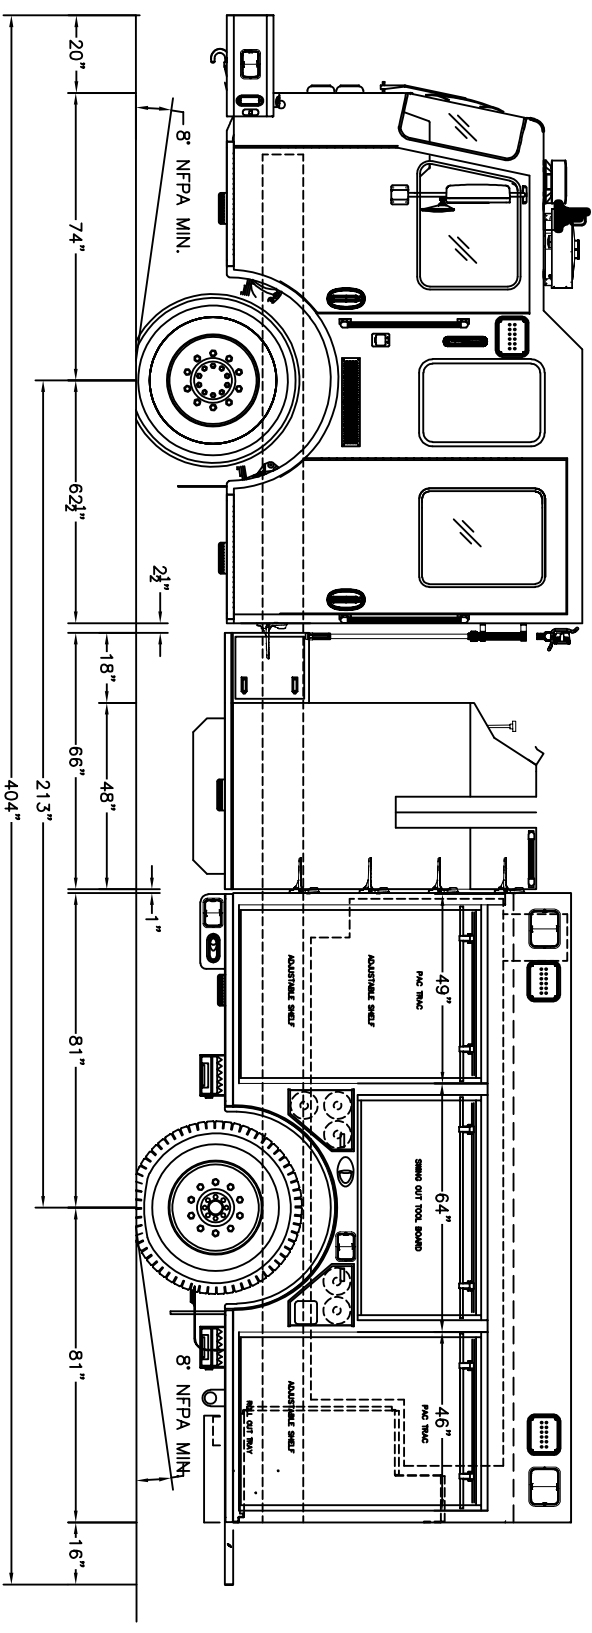 20"
74"
62½"
2½"
18"
66"
48"
1"
81"
81"
16"
213"
404"
8° NFPA MIN.
8° NFPA MIN
49"
PAC TRAC
ADJUSTABLE SHELF
ADJUSTABLE SHELF
64"
SWING OUT TOOL BOARD
46"
PAC TRAC
ADJUSTABLE SHELF
ROLL OUT TRAY